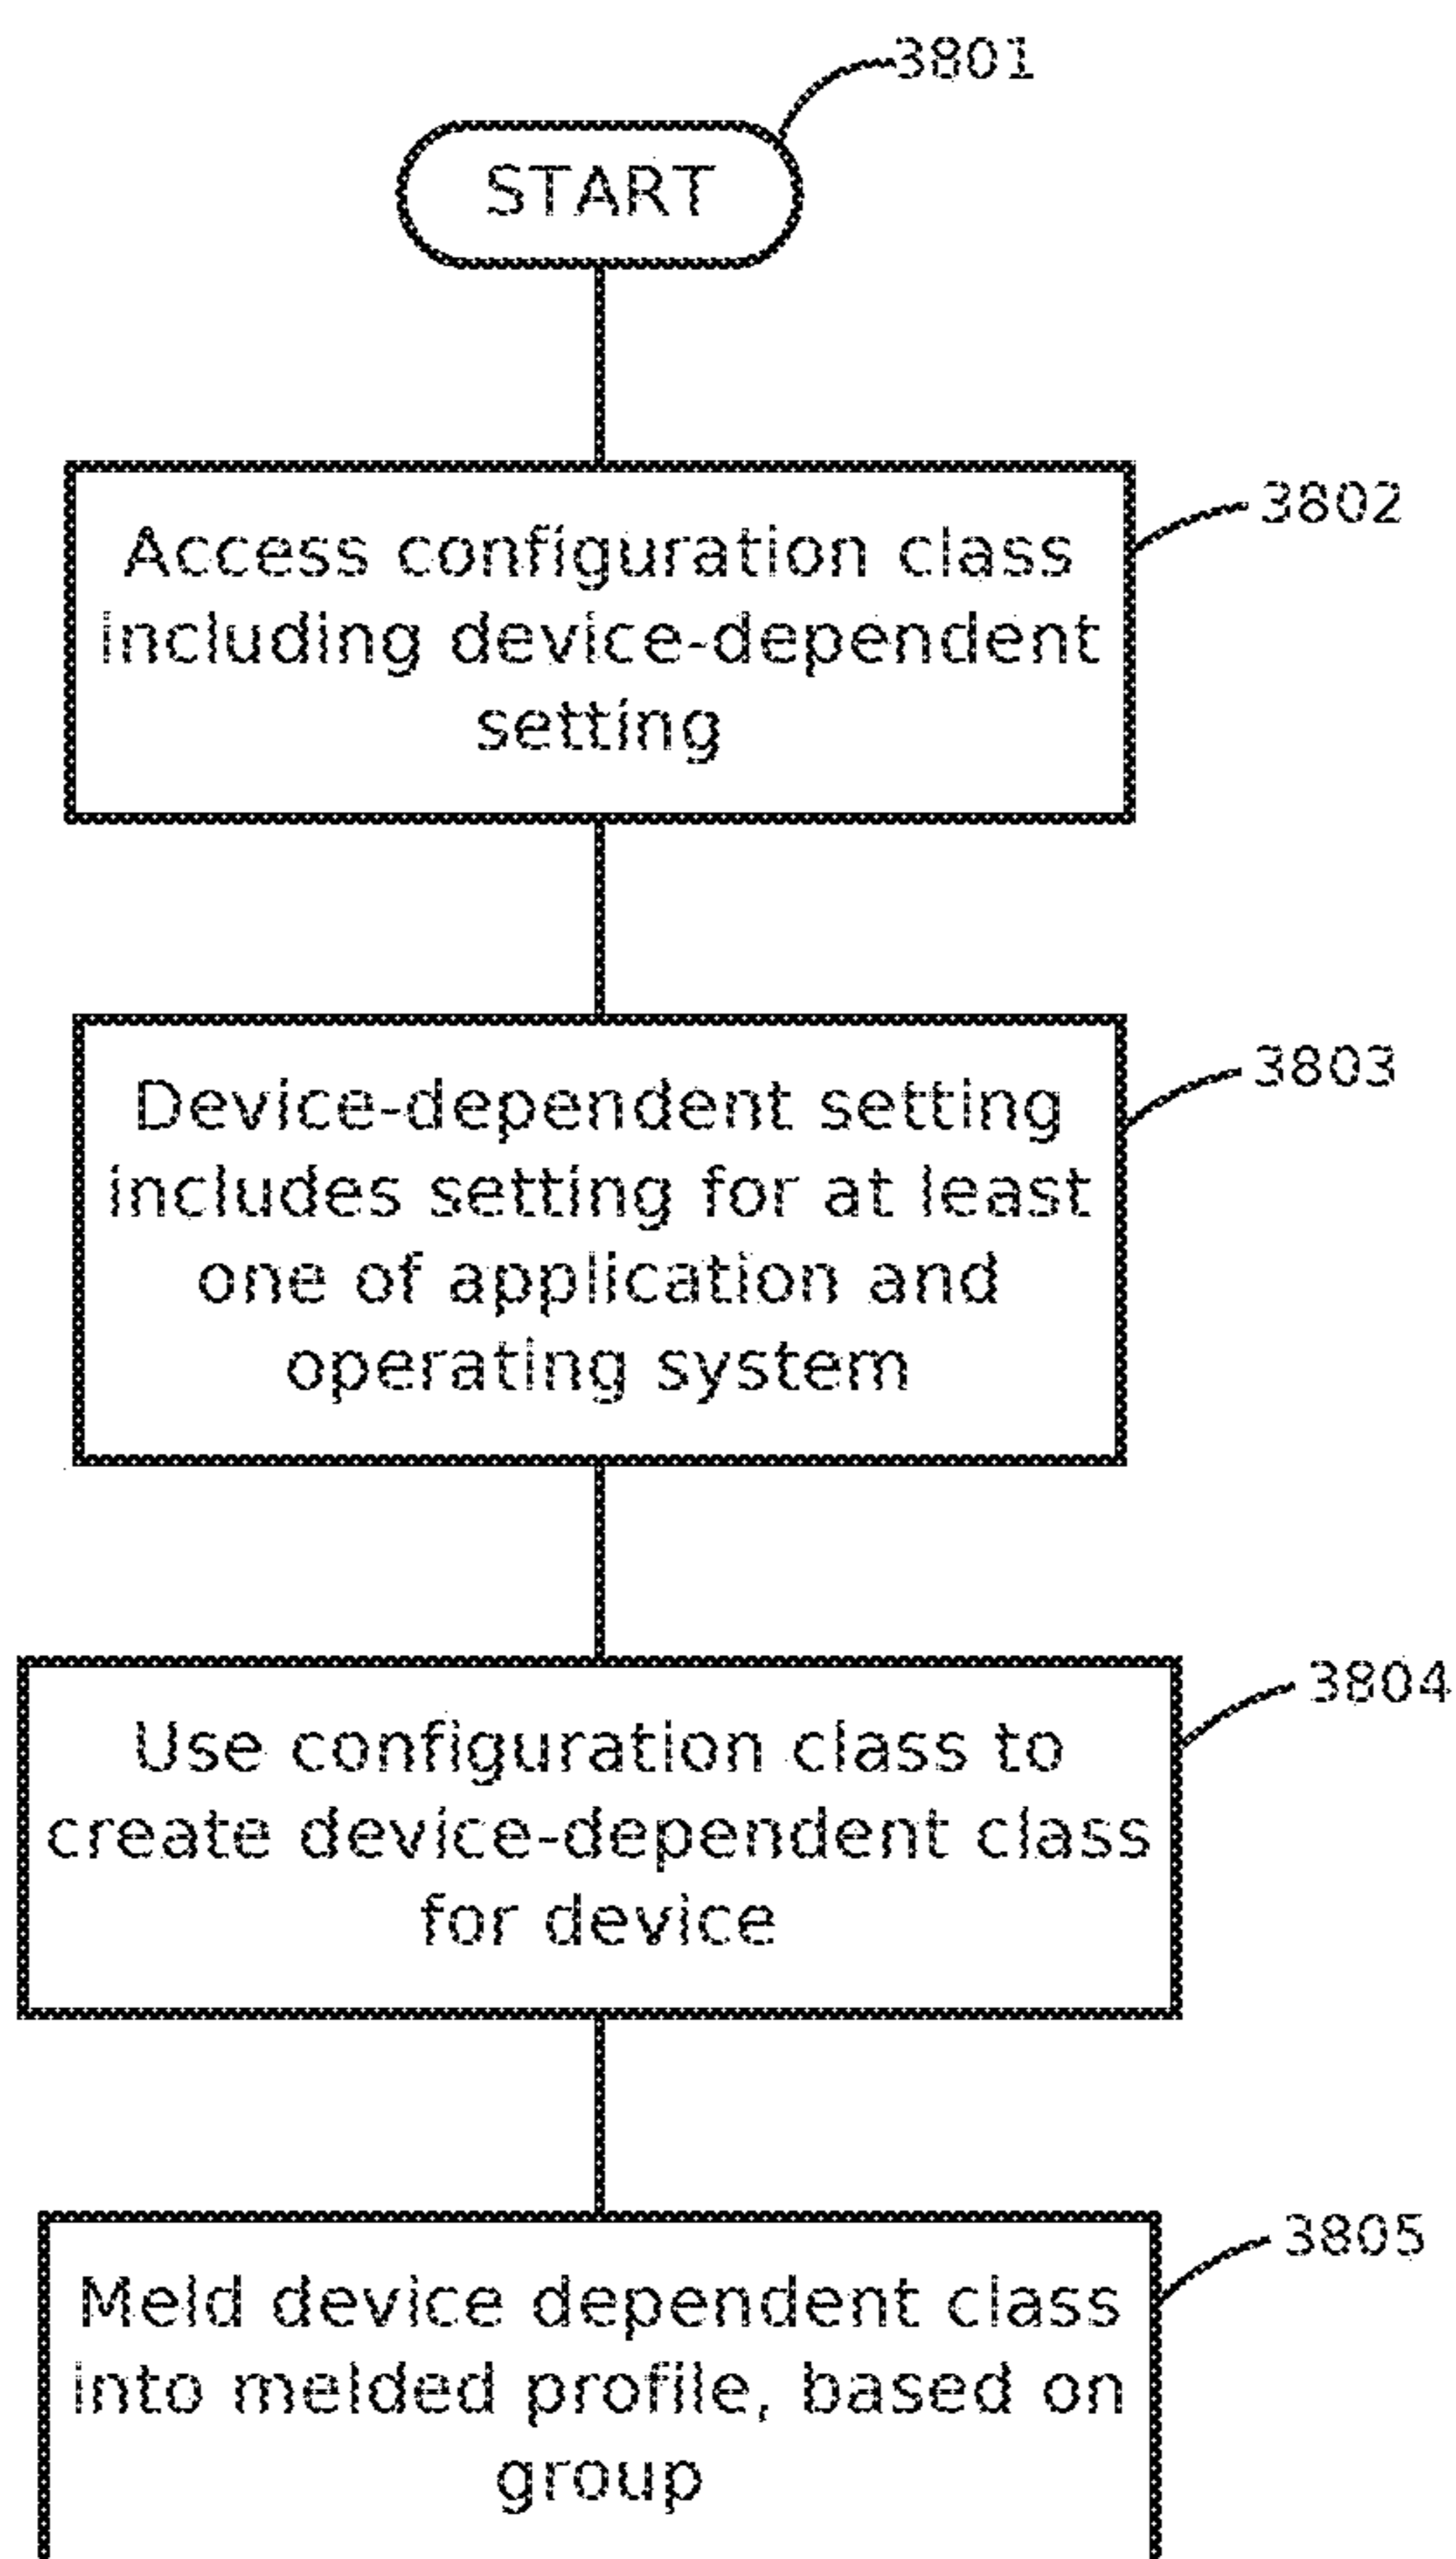 3801
START
3802
Access configuration class
including device-dependent
setting
3803
Device-dependent setting
includes setting for at least
one of application and
operating system
3804
Use configuration class to
create device-dependent class
for device
3805
Meld device dependent class
into melded profile, based on
group